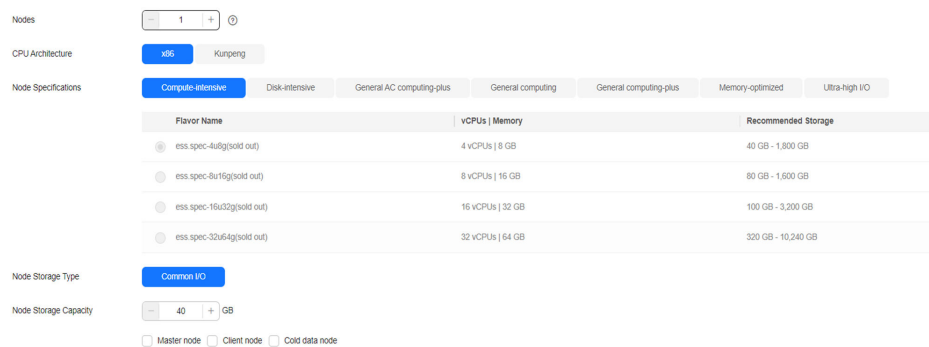 Nodes 1 ?
CPU Architecture x86 Kunpeng
Node Specifications Compute-intensive Disk-intensive General AC computing-plus General computing General computing-plus Memory-optimized Ultra-high I/O
Flavor Name vCPUs | Memory Recommended Storage
ess.spec-4u8g(sold out) 4 vCPUs | 8 GB 40 GB - 1,800 GB
ess.spec-8u16g(sold out) 8 vCPUs | 16 GB 80 GB - 1,600 GB
ess.spec-16u32g(sold out) 16 vCPUs | 32 GB 100 GB - 3,200 GB
ess.spec-32u64g(sold out) 32 vCPUs | 64 GB 320 GB - 10,240 GB
Node Storage Type Common I/O
Node Storage Capacity 40 GB
Master node Client node Cold data node